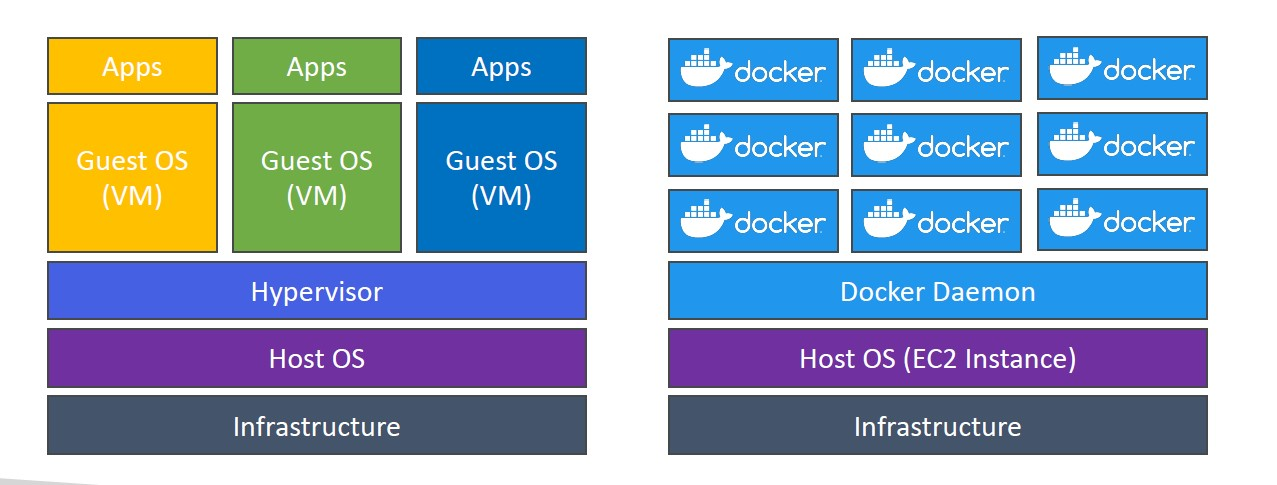 Apps
Apps
Apps
Guest OS
(VM)
Guest OS
(VM)
Guest OS
(VM)
Hypervisor
Host OS
Infrastructure
docker
docker
docker
docker
docker
docker
docker
docker
docker
Docker Daemon
Host OS (EC2 Instance)
Infrastructure